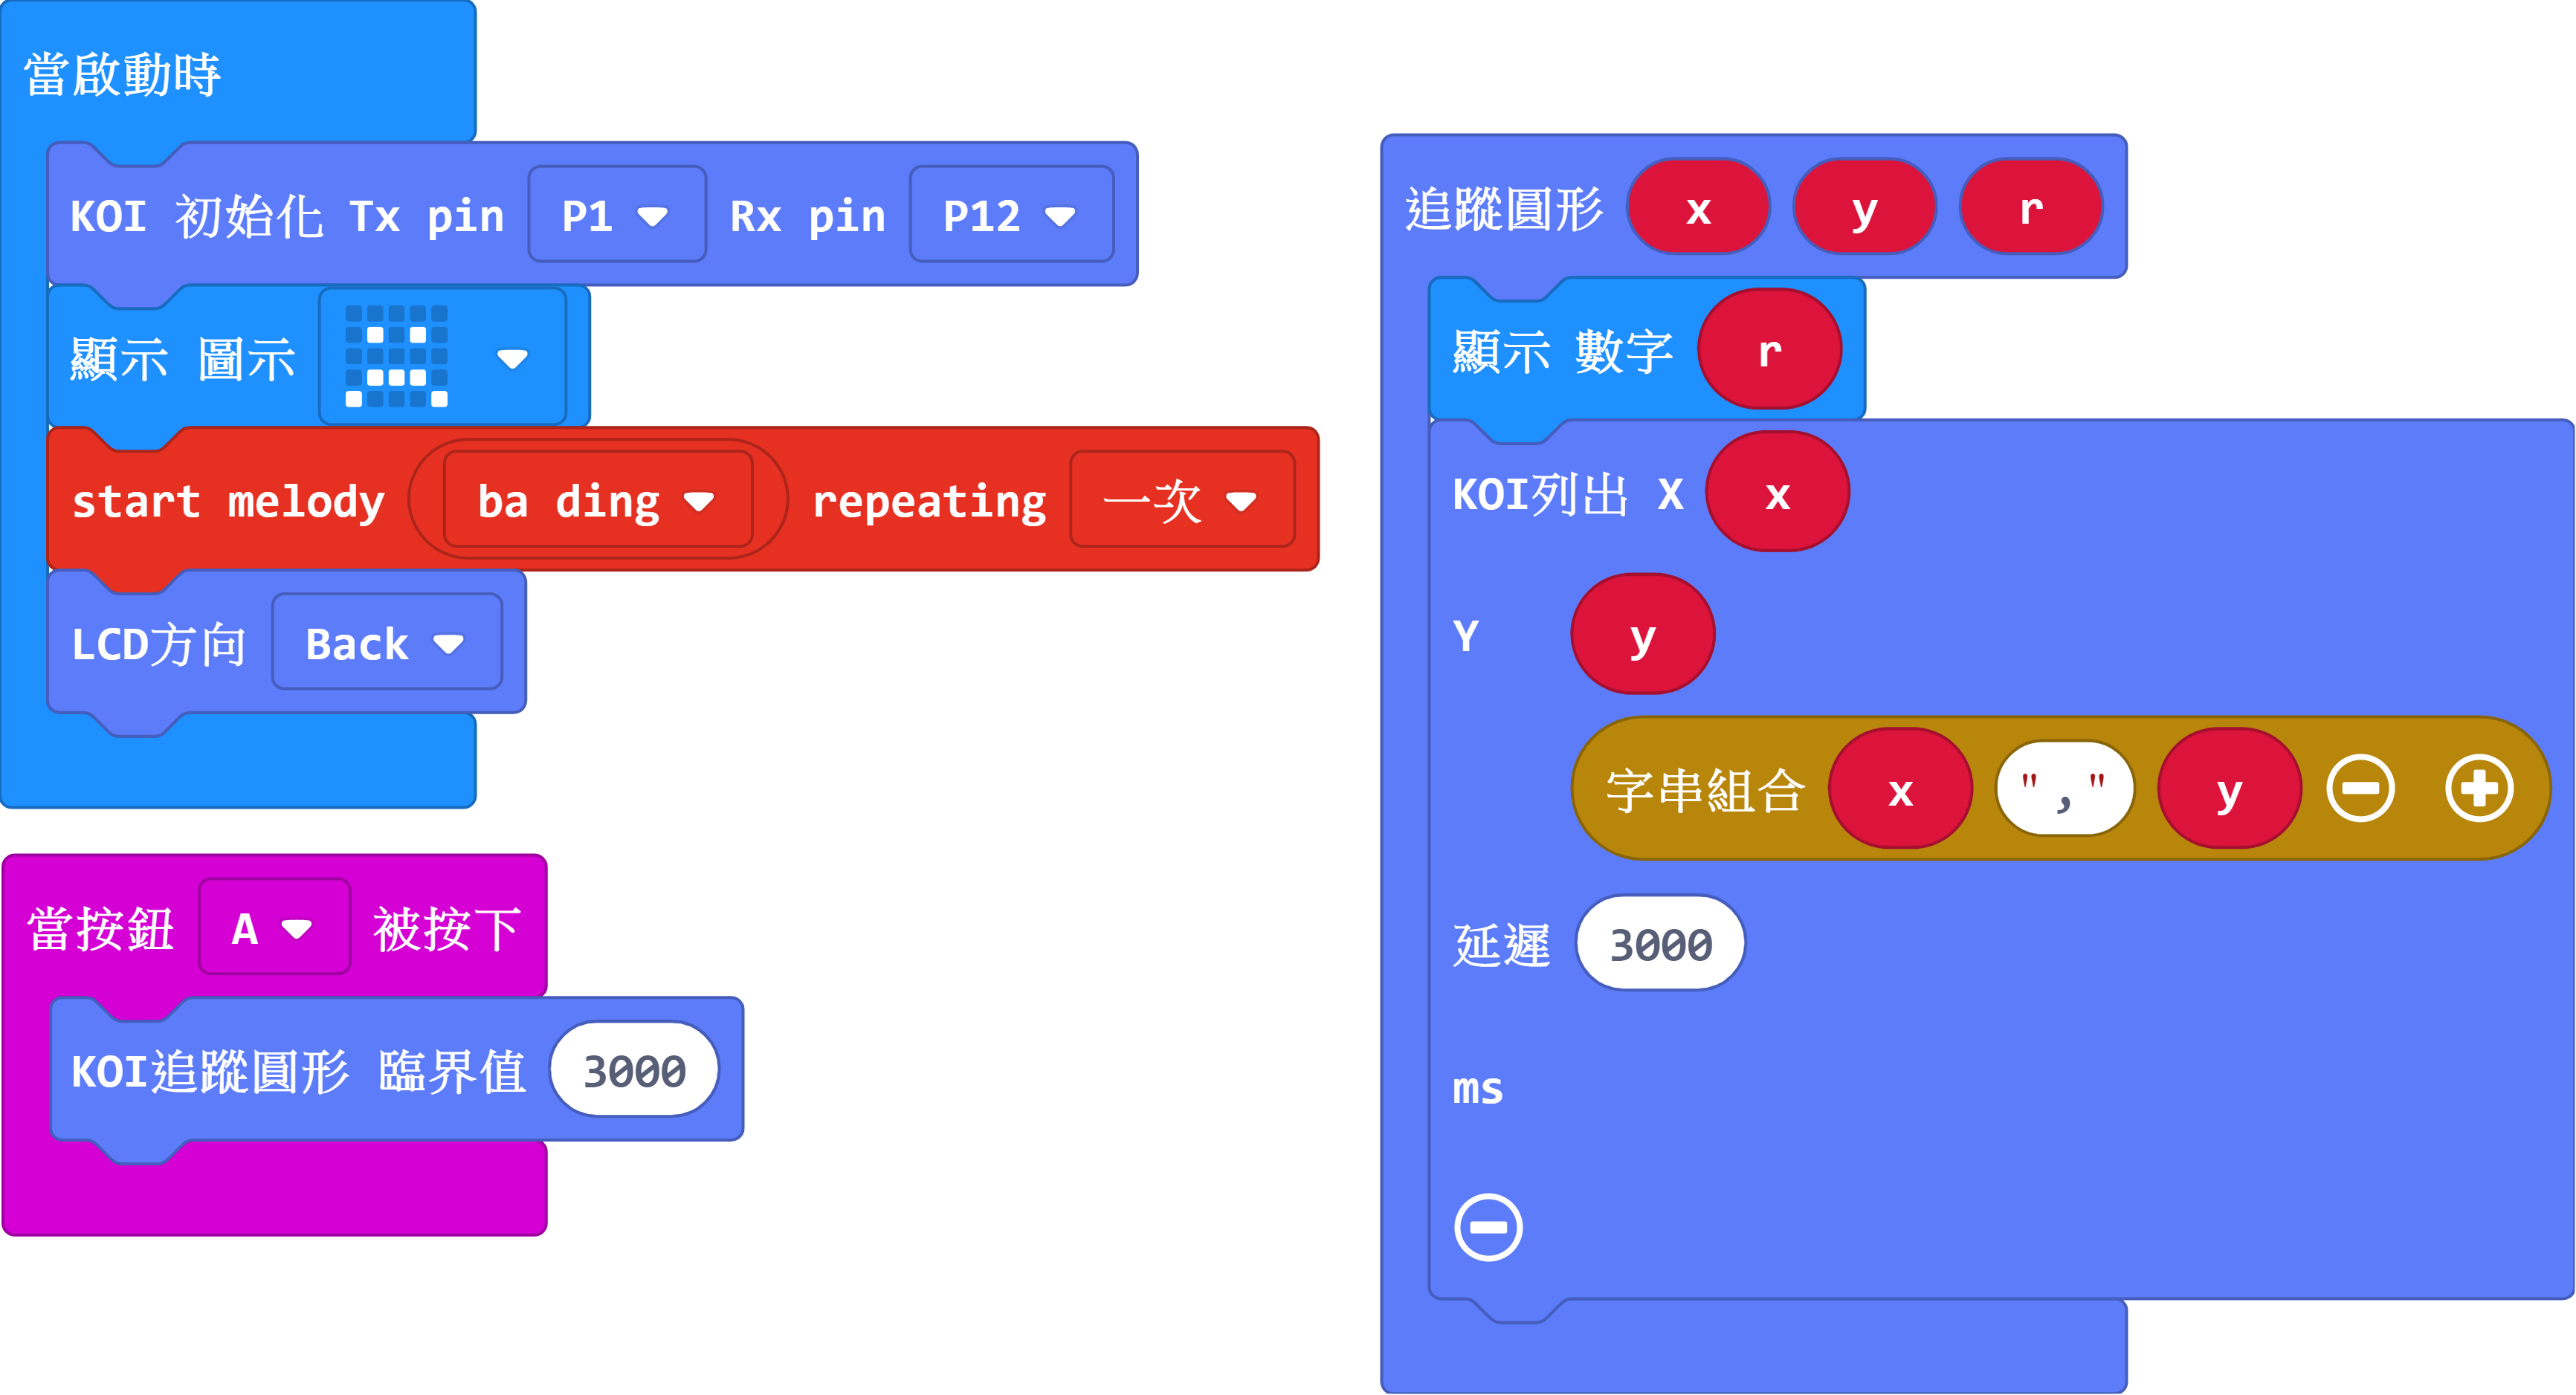 當啟動時
KOI 初始化 Tx pin P1 Rx pin P12
顯示 圖示
start melody ba ding repeating 一次
LCD方向 Back
當按鈕 A 被按下
KOI追蹤圓形 臨界值 3000
追蹤圓形 x y r
顯示 數字 r
KOI列出 X x
Y y
字串組合 x "," y
延遲 3000
ms